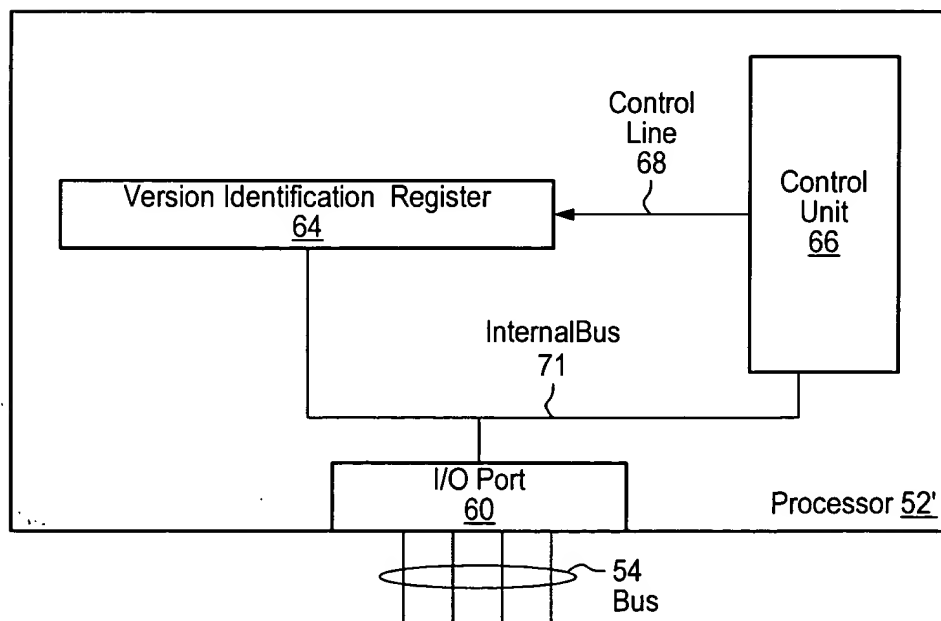 Control
Line
68
Version Identification Register
64
Control
Unit
66
InternalBus
71
I/O Port
60
Processor 52'
54
Bus